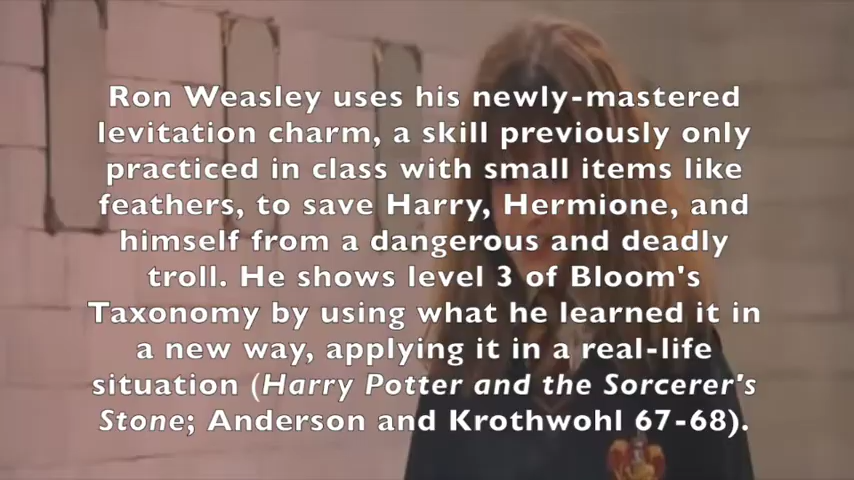 Ron Weasley uses his newly-mastered
levitation charm, a skill previously only
practiced in class with small items like
feathers, to save Harry, Hermione, and
himself from a dangerous and deadly
troll. He shows level 3 of Bloom's
Taxonomy by using what he learned it in
a new way, applying it in a real-life
situation (Harry Potter and the Sorcerer's
Stone; Anderson and Krothwohl 67-68).